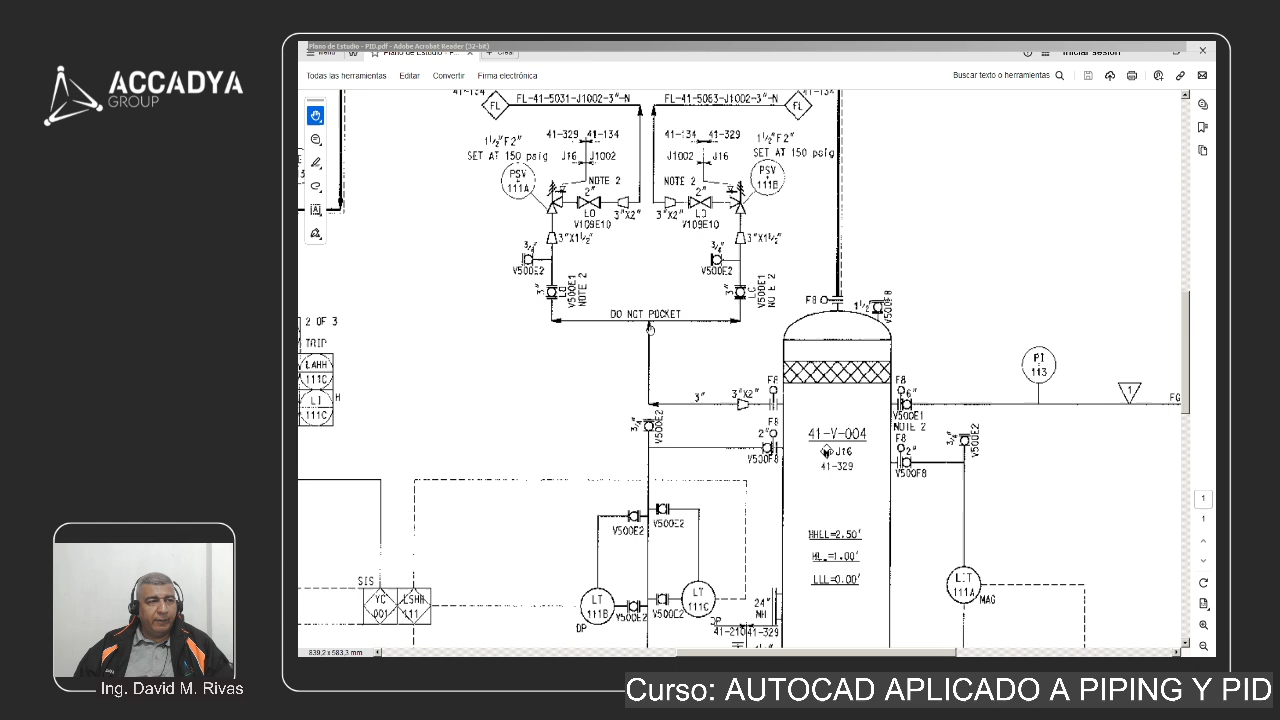 ACCADYA
GROUP
Plano de Estudio - PID.pdf - Adobe Acrobat Reader (32-bit)
Todas las herramientas Editar Convertir Firma electrónica
Buscar texto o herramientas
FL FL-41-5031-J1002-3"-N
FL-41-5063-J1002-3"-N FL
41-329 41-134
41-134 41-329
1½"F2"
SET AT 150 psig
J16 J1002
J1002 J16
1½"F2"
SET AT 150 psig
PSV
111A
NOTE 2
NOTE 2
PSV
111B
2"
LO
V109E10
3"X2"
3"X2"
2"
LO
V109E10
3"X1½"
3"X1½"
3/4"
V500E2
3/4"
V500E2
3"
LO
V500E1
NOTE 2
3"
V500E1
DO NOT POCKET
F8
1½"
V500F8
2 OF 3
TRIP
LAHH
111C
LI
111C
H
PI
113
1
FG
3"
3"X2"
F8
F8
6"
V500E1
NOTE 2
3/4"
V500E2
F8
2"
V500F8
41-V-004
J16
41-329
F8
2"
V500F8
3/4"
V500E2
V500E2
V500E2
HHLL=2.50'
HL=1.00'
LLL=0.00'
SIS
YC
001
LSHH
111
LT
111B
DP
V500E2
V500E2
LT
111C
DP
24"
MH
41-210 41-329
LIT
111A
MAG
1
1
839,2 x 583,3 mm
Ing. David M. Rivas
Curso: AUTOCAD APLICADO A PIPING Y PID